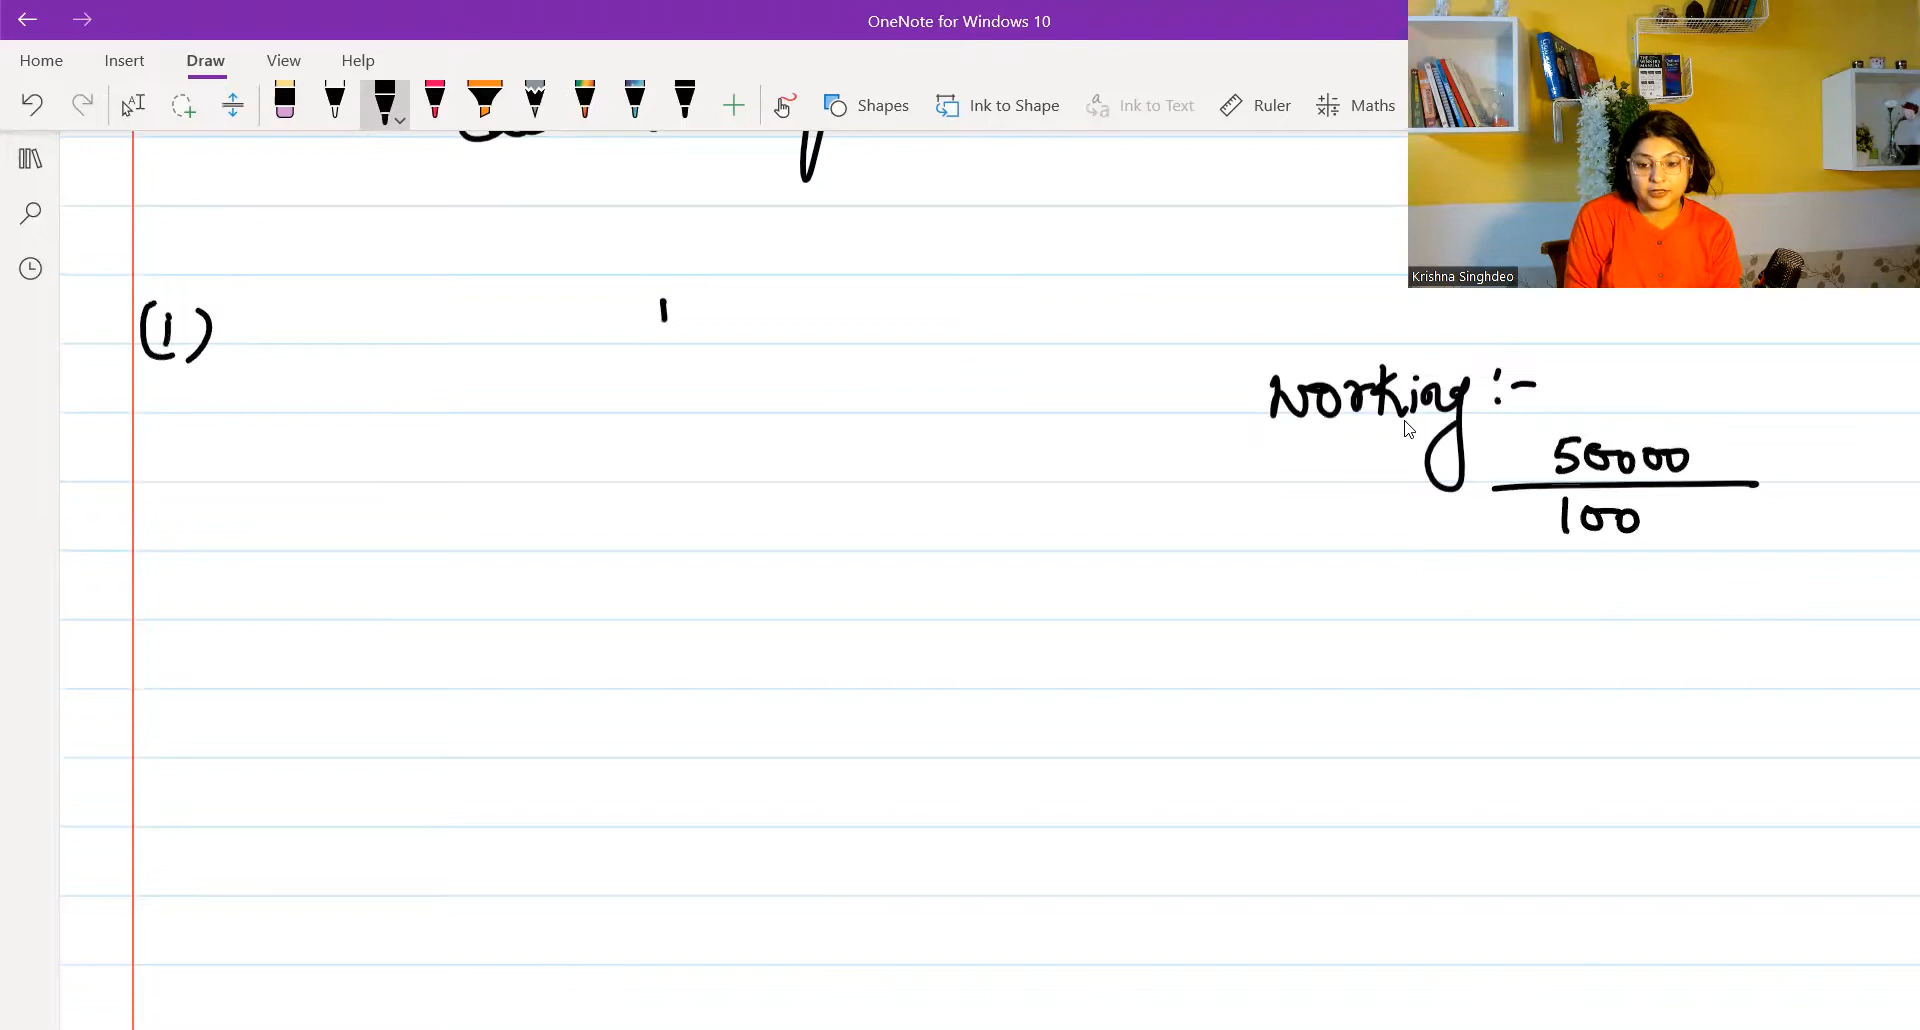 OneNote for Windows 10
Home Insert Draw View Help
Shapes Ink to Shape Ink to Text Ruler Maths
Krishna Singhdeo
(i)
Working :-
50000
100